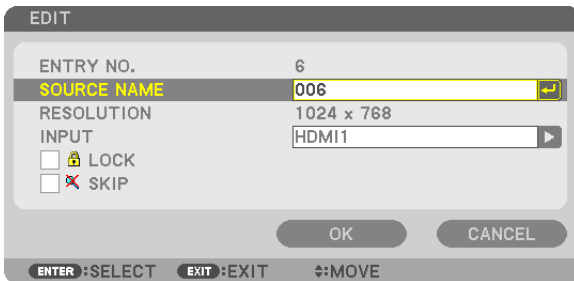 EDIT
ENTRY NO. 6
SOURCE NAME 006
RESOLUTION 1024 x 768
INPUT HDMI1
LOCK
SKIP
OK CANCEL
ENTER:SELECT EXIT:EXIT :MOVE